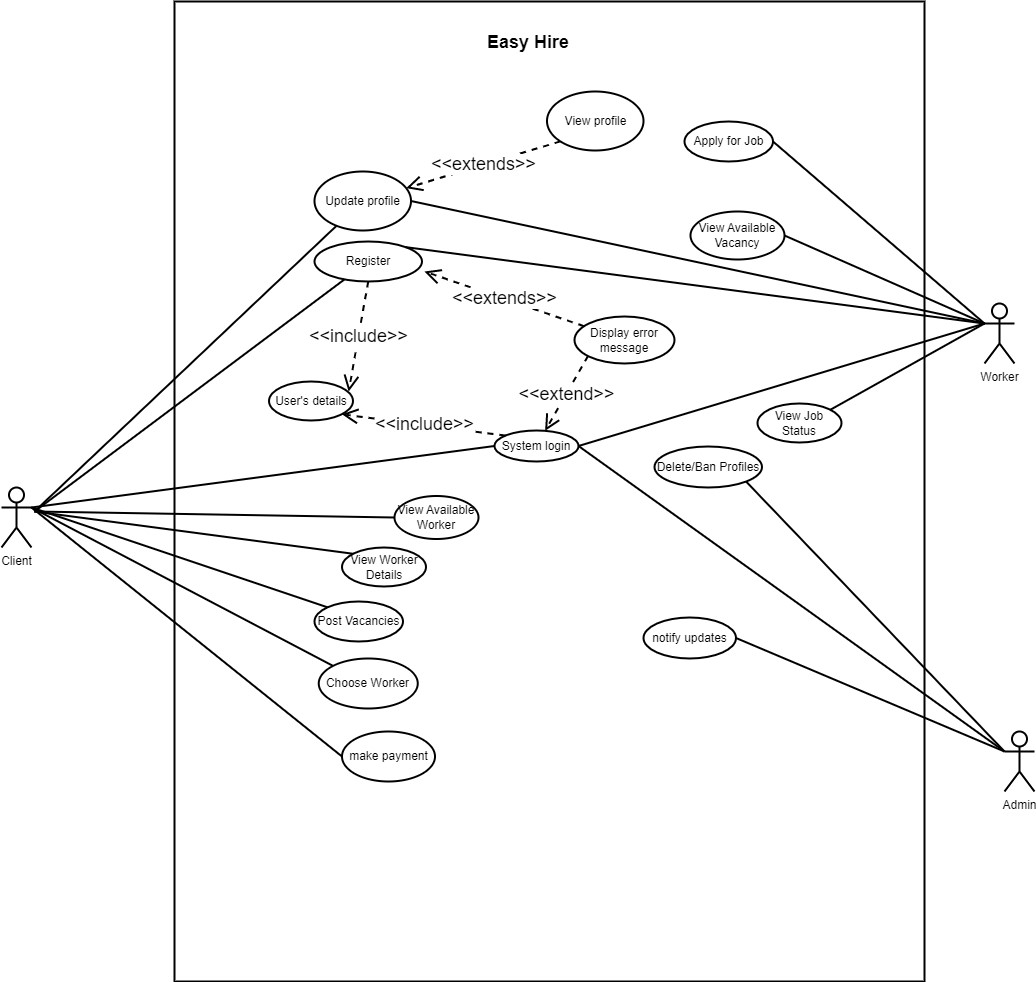 Easy Hire
View profile
Apply for Job
<<extends>>
Update profile
View Available
Vacancy
Register
<<extends>>
<<include>>
Display error
message
Worker
<<extend>>
User's details
<<include>>
View Job
Status
System login
Delete/Ban Profiles
View Available
Worker
Client
View Worker
Details
Post Vacancies
notify updates
Choose Worker
make payment
Admin